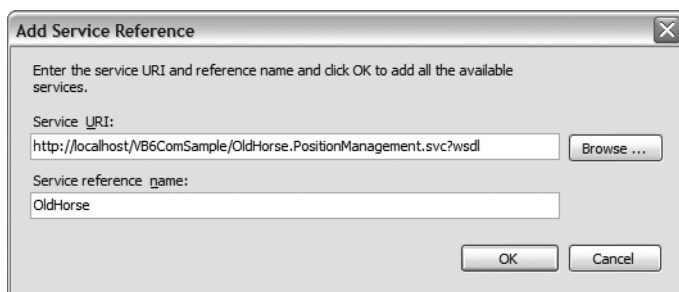 Add Service Reference
Enter the service URI and reference name and click OK to add all the available
services.
Service URI:
http://localhost/VB6ComSample/OldHorse.PositionManagement.svc?wsdl
Browse ...
Service reference name:
OldHorse
OK
Cancel